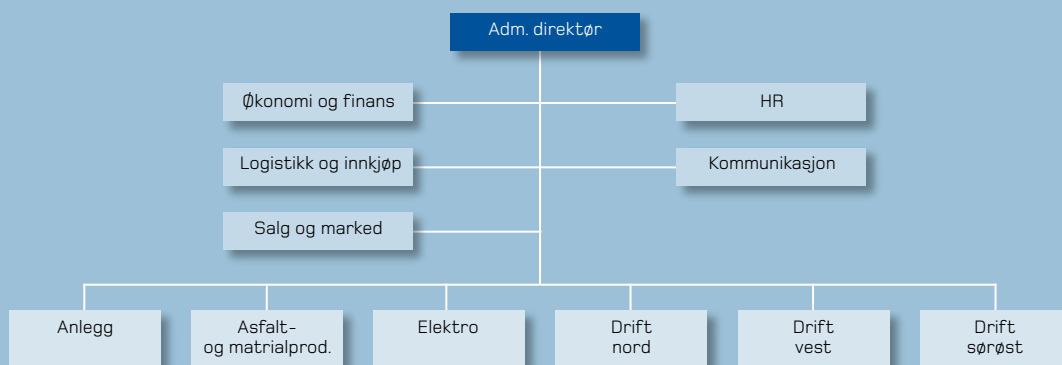 Adm. direktør
Økonomi og finans
HR
Logistikk og innkjøp
Kommunikasjon
Salg og marked
Anlegg
Asfalt-
og matrialprod.
Elektro
Drift
nord
Drift
vest
Drift
sørøst